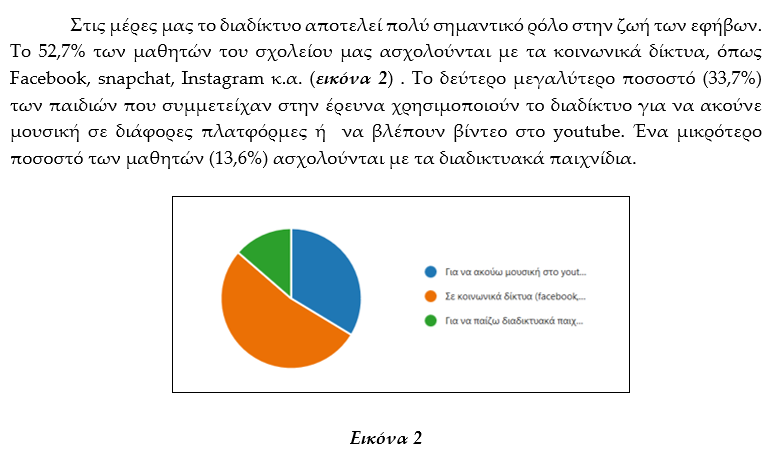 Στις μέρες μας το διαδίκτυο αποτελεί πολύ σημαντικό ρόλο στην ζωή των εφήβων.
Το 52,7% των μαθητών του σχολείου μας ασχολούνται με τα κοινωνικά δίκτυα, όπως
Facebook, snapchat, Instagram κ.α. (εικόνα 2) . Το δεύτερο μεγαλύτερο ποσοστό (33,7%)
των παιδιών που συμμετείχαν στην έρευνα χρησιμοποιούν το διαδίκτυο για να ακούνε
μουσική σε διάφορες πλατφόρμες ή να βλέπουν βίντεο στο youtube. Ένα μικρότερο
ποσοστό των μαθητών (13,6%) ασχολούνται με τα διαδικτυακά παιχνίδια.
Για να ακούω μουσική στο yout...
Σε κοινωνικά δίκτυα (facebook,...
Για να παίζω διαδικτυακά παιχ...
Εικόνα 2